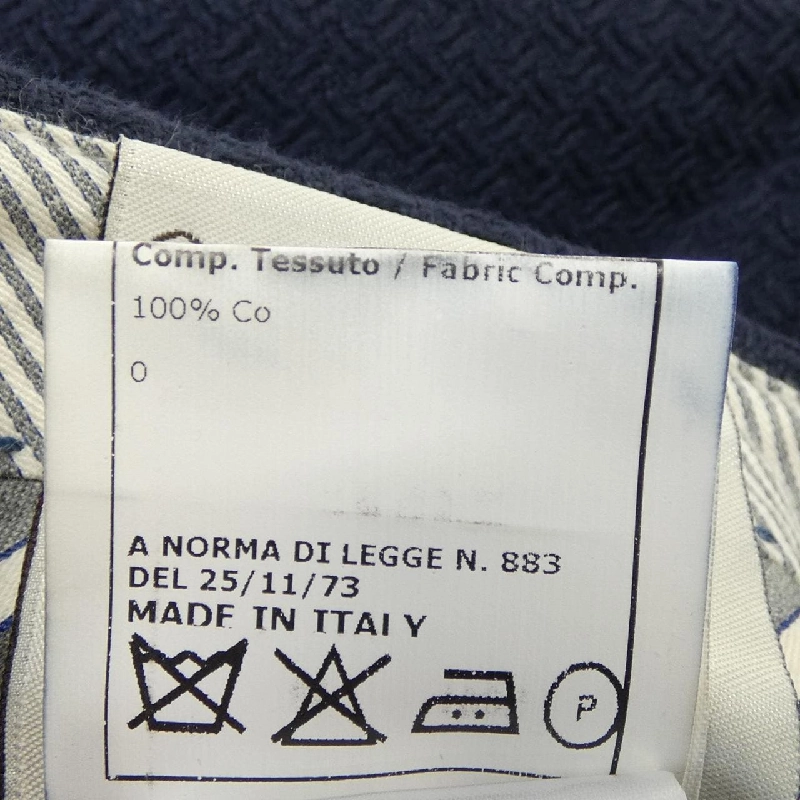 Comp. Tessuto / Fabric Comp.
100% Co
0
A NORMA DI LEGGE N. 883
DEL 25/11/73
MADE IN ITALY
P